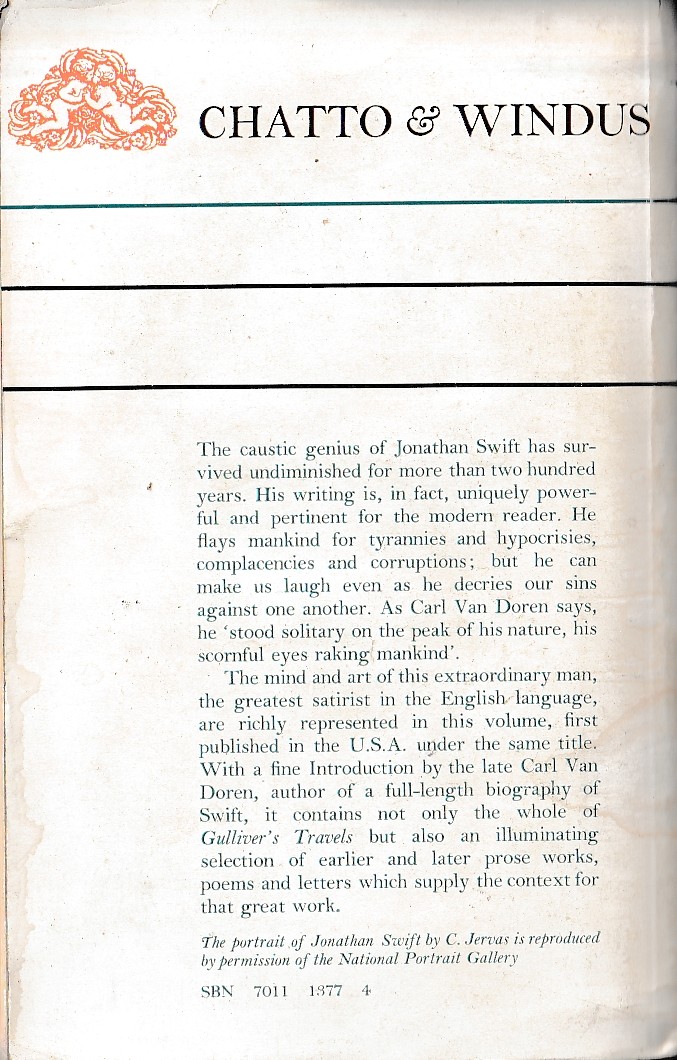 CHATTO & WINDUS
The caustic genius of Jonathan Swift has sur-
vived undiminished for more than two hundred
years. His writing is, in fact, uniquely power-
ful and pertinent for the modern reader. He
flays mankind for tyrannies and hypocrisies,
complacencies and corruptions; but he can
make us laugh even as he decries our sins
against one another. As Carl Van Doren says,
he ‘stood solitary on the peak of his nature, his
scornful eyes raking mankind’.
The mind and art of this extraordinary man,
the greatest satirist in the English language,
are richly represented in this volume, first
published in the U.S.A. under the same title.
With a fine Introduction by the late Carl Van
Doren, author of a full-length biography of
Swift, it contains not only the whole of
Gulliver's Travels but also an illuminating
selection of earlier and later prose works,
poems and letters which supply the context for
that great work.
The portrait of Jonathan Swift by C. Jervas is reproduced
by permission of the National Portrait Gallery
SBN 7011 1377 4